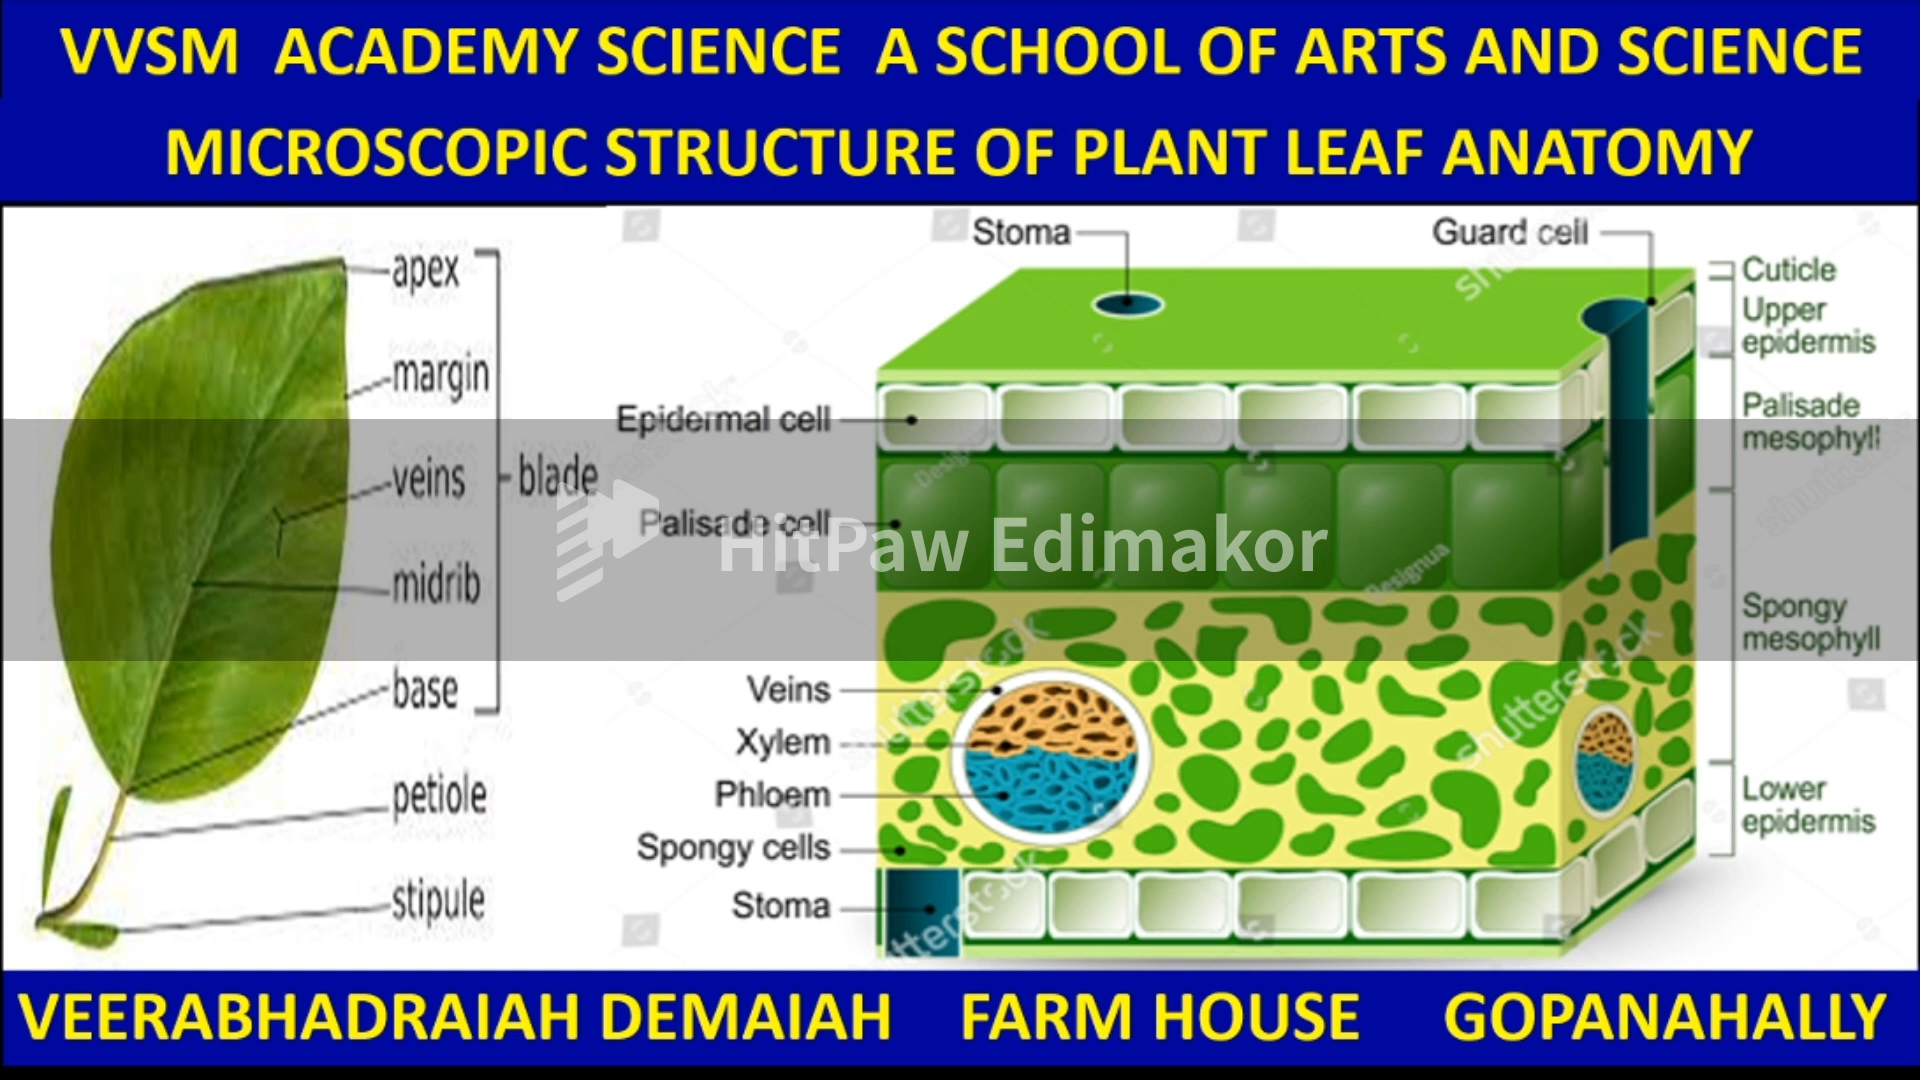 VVSM ACADEMY SCIENCE A SCHOOL OF ARTS AND SCIENCE
MICROSCOPIC STRUCTURE OF PLANT LEAF ANATOMY
apex
margin
veins
blade
midrib
base
petiole
stipule
Stoma
Guard cell
Epidermal cell
Palisade cell
Veins
Xylem
Phloem
Spongy cells
Stoma
Cuticle
Upper
epidermis
Palisade
mesophyll
Spongy
mesophyll
Lower
epidermis
HitPaw Edimakor
Designua
shutterstock
VEERABHADRAIAH DEMAIAH FARM HOUSE GOPANAHALLY